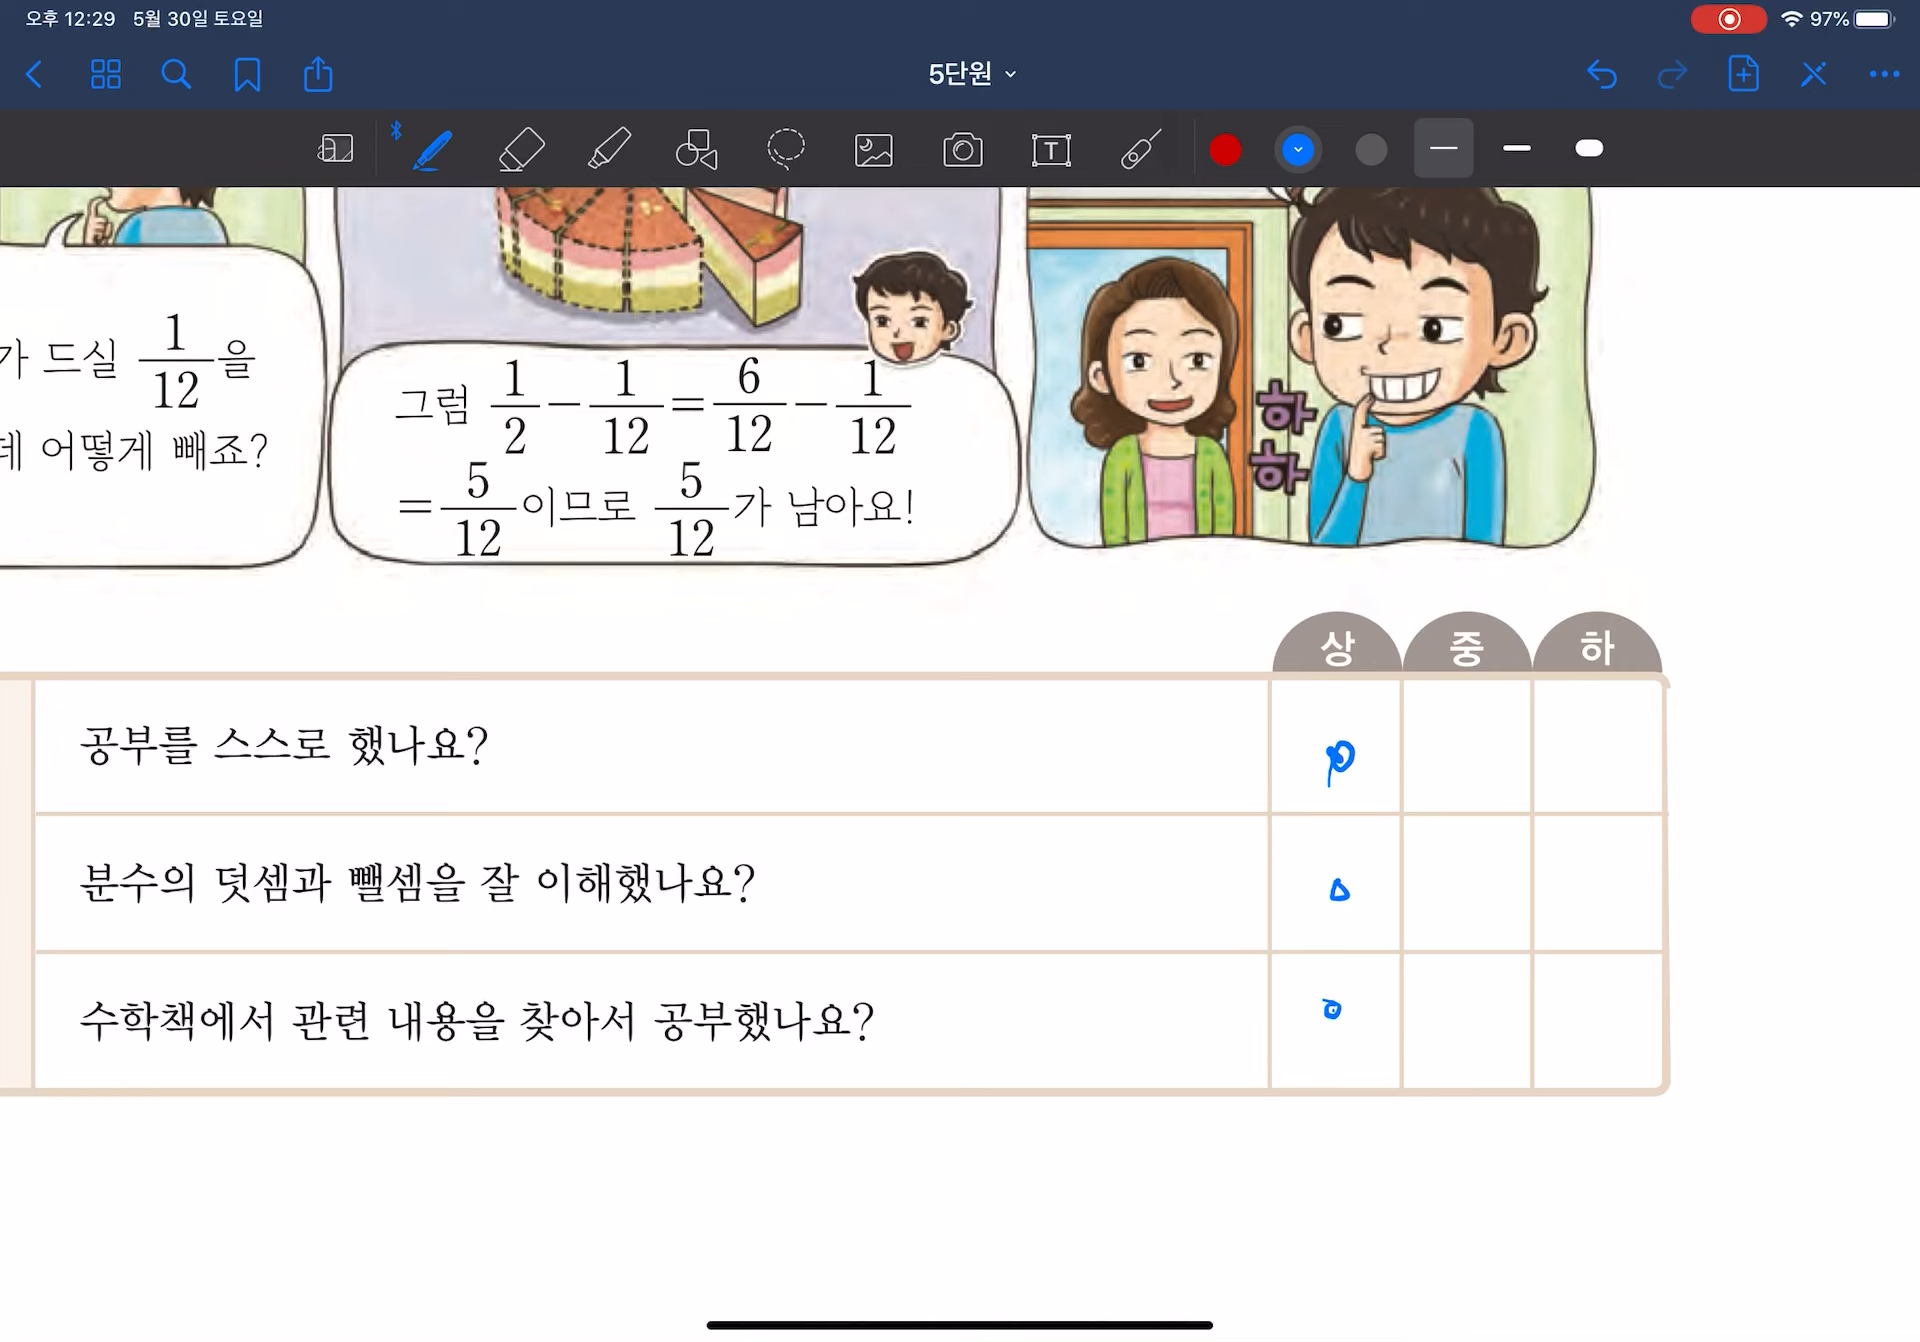 오후 12:29 5월 30일 토요일
97%
5단원
가 드실 1/12을
데 어떻게 빼죠?
그럼 1/2－1/12＝6/12－1/12
＝5/12이므로 5/12가 남아요!
하
하
상 중 하
공부를 스스로 했나요?
분수의 덧셈과 뺄셈을 잘 이해했나요?
수학책에서 관련 내용을 찾아서 공부했나요?